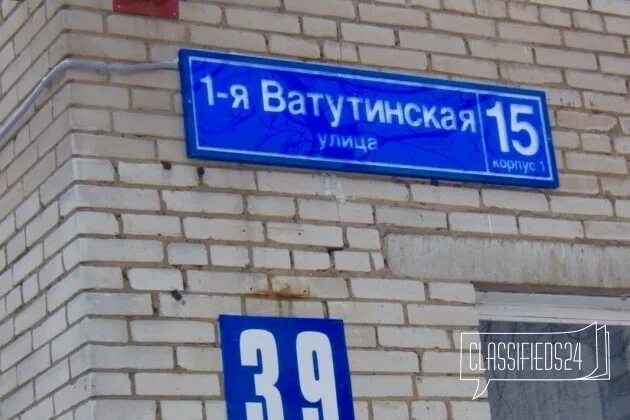 1-я Ватутинская
улица
15
корпус 1
39
CLASSIFIEDS24